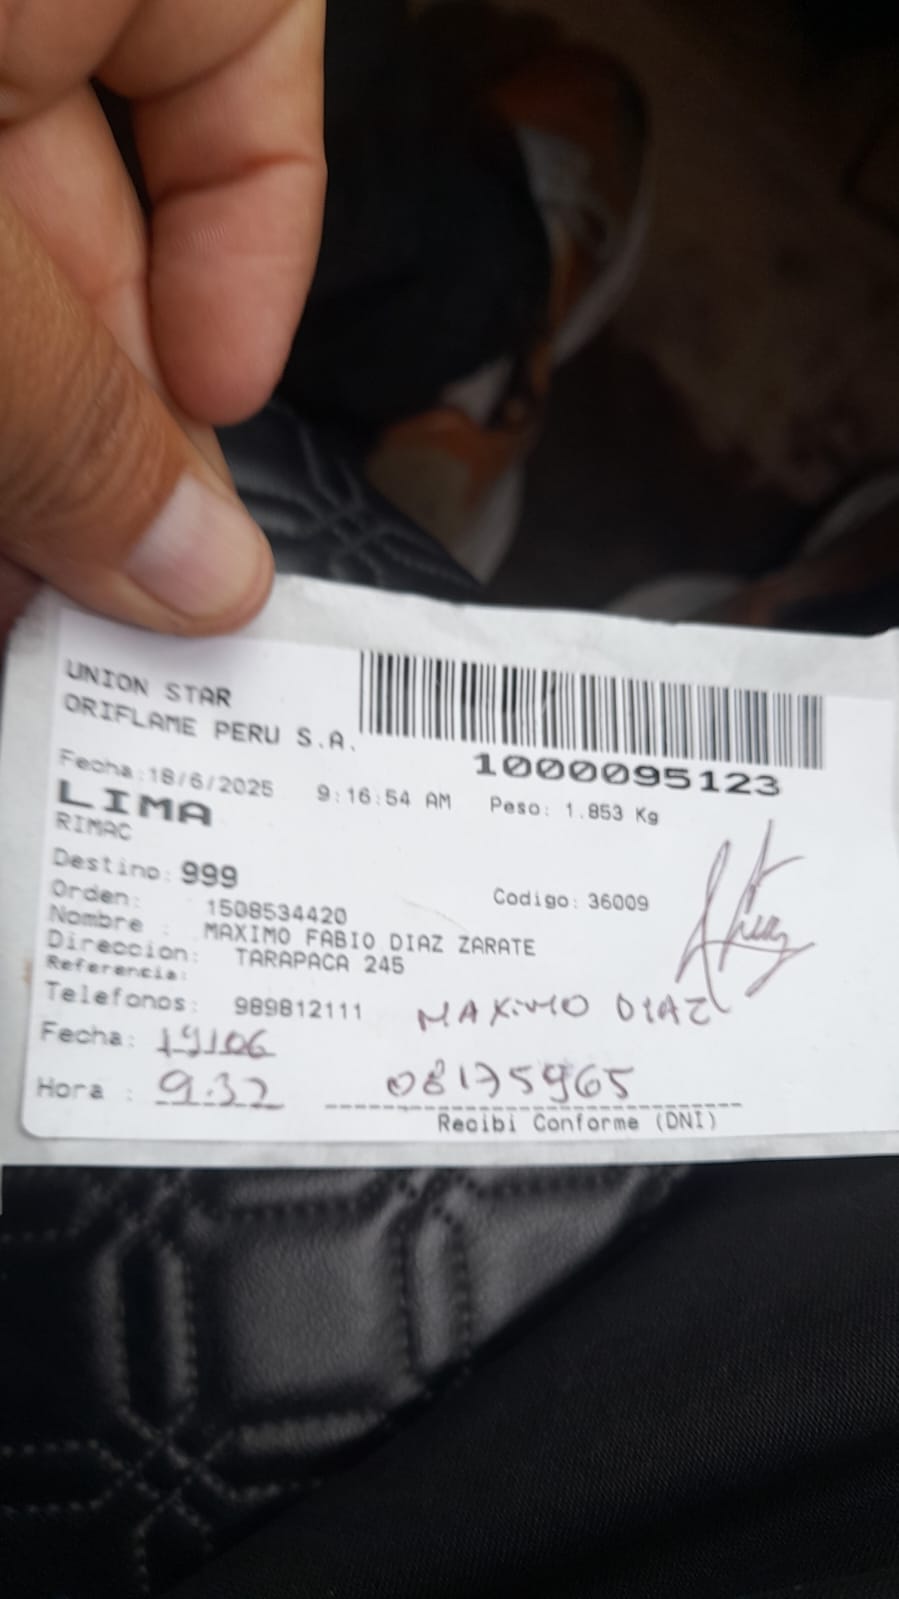 UNION STAR
ORIFLAME PERU S.A.
1000095123
Fecha:18/6/2025 9:16:54 AM Peso: 1.853 Kg
LIMA
RIMAC
Destino: 999
Orden: 1508534420 Codigo: 36009
Nombre : MAXIMO FABIO DIAZ ZARATE
Direccion: TARAPACA 245
Referencia:
Telefonos: 989812111
MAXIMO DIAZ
Fecha: 19/06
Hora : 9:32
08175965
Recibi Conforme (DNI)